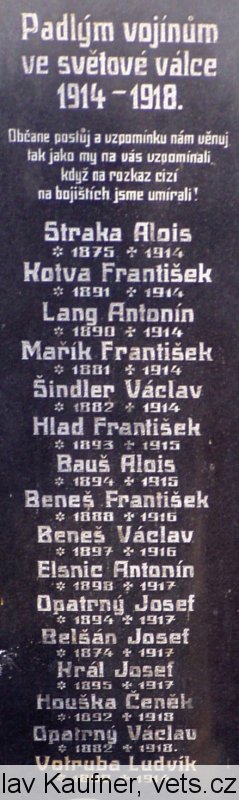 Padlým vojínům
ve světové válce
1914 – 1918.
Občane postůj a vzpomínku nám věnuj
tak jako my na vás vzpomínali,
když na rozkaz cizí
na bojištích jsme umírali!
Straka Alois
* 1875 ✝ 1914
Kotva František
* 1891 ✝ 1914
Lang Antonín
* 1890 ✝ 1914
Mařík František
* 1881 ✝ 1914
Šindler Václav
* 1882 ✝ 1914
Hlad František
* 1893 ✝ 1915
Bauš Alois
* 1894 ✝ 1915
Beneš František
* 1888 ✝ 1916
Beneš Václav
* 1897 ✝ 1916
Elsnic Antonín
* 1898 ✝ 1917
Opatrný Josef
* 1894 ✝ 1917
Belšán Josef
* 1874 ✝ 1917
Král Josef
* 1895 ✝ 1917
Houška Čeněk
* 1892 ✝ 1918
Opatrný Václav
* 1882 ✝ 1918.
Votruba Ludvík
lav Kaufner, vets.cz